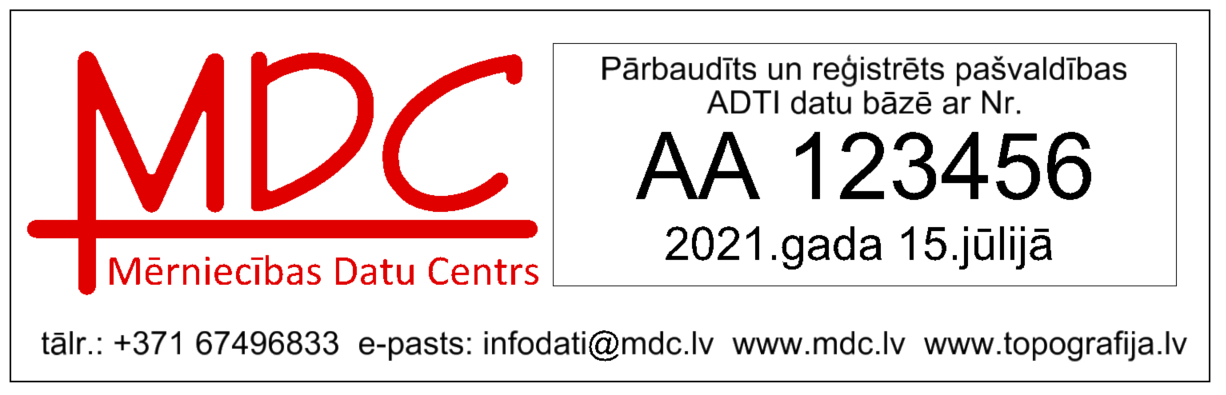 MDC
Mērniecības Datu Centrs
Pārbaudīts un reģistrēts pašvaldības
ADTI datu bāzē ar Nr.
AA 123456
2021.gada 15.jūlijā
tālr.: +371 67496833 e-pasts: infodati@mdc.lv www.mdc.lv www.topografija.lv